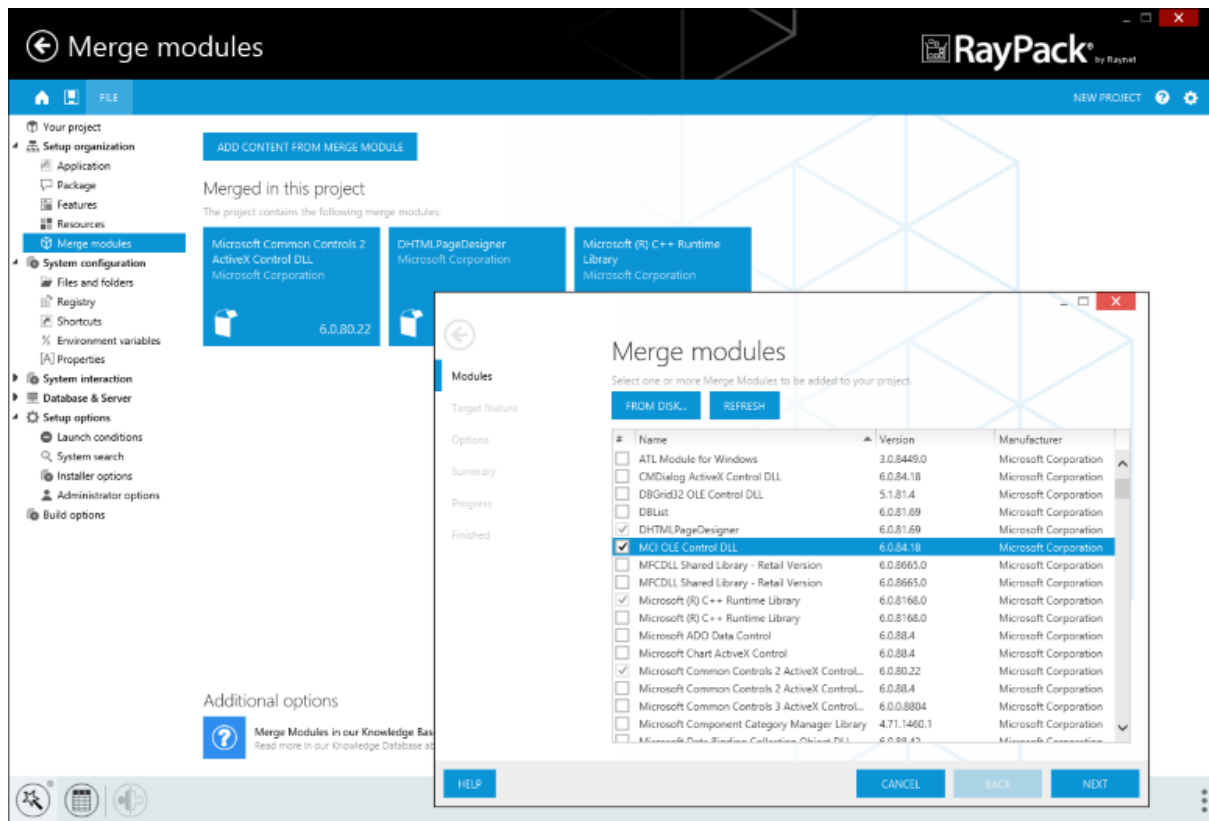 Merge modules
RayPack® by Raynet
FILE
NEW PROJECT
Your project
Setup organization
Application
Package
Features
Resources
Merge modules
System configuration
Files and folders
Registry
Shortcuts
Environment variables
[A] Properties
System interaction
Database & Server
Setup options
Launch conditions
System search
Installer options
Administrator options
Build options
ADD CONTENT FROM MERGE MODULE
Merged in this project
The project contains the following merge modules:
Microsoft Common Controls 2
ActiveX Control DLL
Microsoft Corporation
6.0.80.22
DHTMLPageDesigner
Microsoft Corporation
Microsoft (R) C++ Runtime
Library
Microsoft Corporation
Additional options
Merge Modules in our Knowledge Bas
Read more in our Knowledge Database ab
Modules
Target feature
Options
Summary
Progress
Finished
Merge modules
Select one or more Merge Modules to be added to your project.
FROM DISK... REFRESH
Name Version Manufacturer
ATL Module for Windows 3.0.8449.0 Microsoft Corporation
CMDialog ActiveX Control DLL 6.0.84.18 Microsoft Corporation
DBGrid32 OLE Control DLL 5.1.81.4 Microsoft Corporation
DBList 6.0.81.69 Microsoft Corporation
DHTMLPageDesigner 6.0.81.69 Microsoft Corporation
MCI OLE Control DLL 6.0.84.18 Microsoft Corporation
MFCDLL Shared Library - Retail Version 6.0.8665.0 Microsoft Corporation
MFCDLL Shared Library - Retail Version 6.0.8665.0 Microsoft Corporation
Microsoft (R) C++ Runtime Library 6.0.8168.0 Microsoft Corporation
Microsoft (R) C++ Runtime Library 6.0.8168.0 Microsoft Corporation
Microsoft ADO Data Control 6.0.88.4 Microsoft Corporation
Microsoft Chart ActiveX Control 6.0.88.4 Microsoft Corporation
Microsoft Common Controls 2 ActiveX Control... 6.0.80.22 Microsoft Corporation
Microsoft Common Controls 2 ActiveX Control... 6.0.88.4 Microsoft Corporation
Microsoft Common Controls 3 ActiveX Control... 6.0.0.8804 Microsoft Corporation
Microsoft Component Category Manager Library 4.71.1460.1 Microsoft Corporation
Microsoft Data Binding Collection Object DLL Microsoft Corporation
HELP CANCEL BACK NEXT